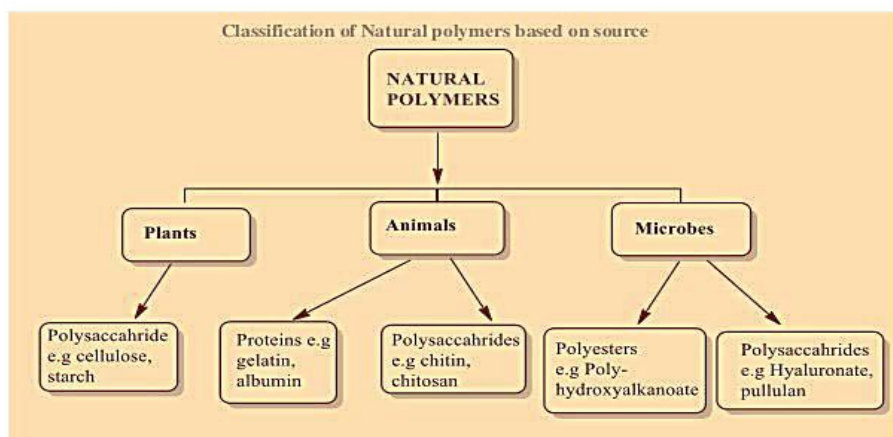 Classification of Natural polymers based on source
NATURAL
POLYMERS
Plants
Animals
Microbes
Polysaccahride
e.g cellulose,
starch
Proteins e.g
gelatin,
albumin
Polysaccahrides
e.g chitin,
chitosan
Polyesters
e.g Poly-
hydroxyalkanoate
Polysaccahrides
e.g Hyaluronate,
pullulan